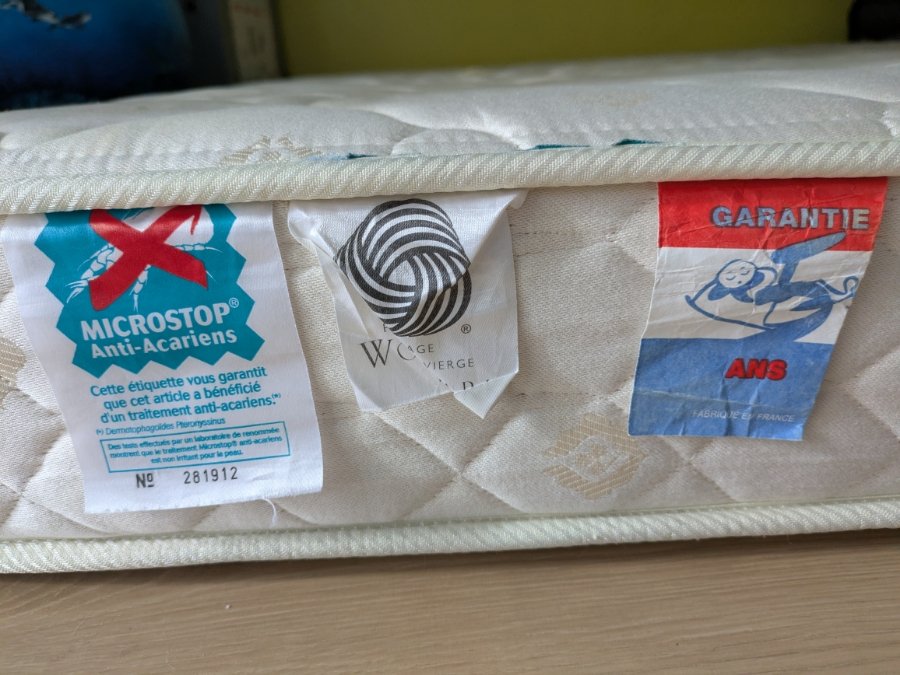 MICROSTOP®
Anti-Acariens
Cette étiquette vous garantit
que cet article a bénéficié
d'un traitement anti-acariens.(*)
(*) Dermatophagoïdes Pteronyssinus
Des tests effectués par un laboratoire de renommée
montrent que le traitement Microstop® anti-acariens
est non irritant pour le peau.
Nº 281912
®
VIERGE
GARANTIE
ANS
FABRIQUÉ EN FRANCE